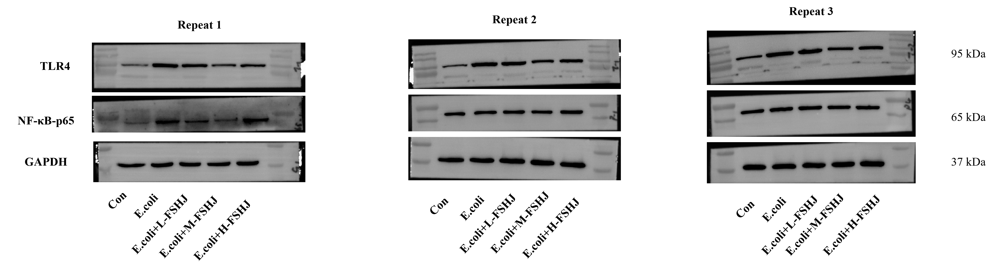 Repeat 1
Repeat 2
Repeat 3
TLR4
95 kDa
NF-κB-p65
65 kDa
GAPDH
37 kDa
Con
E.coli
E.coli+L-FSHJ
E.coli+M-FSHJ
E.coli+H-FSHJ
Con
E.coli
E.coli+L-FSHJ
E.coli+M-FSHJ
E.coli+H-FSHJ
Con
E.coli
E.coli+L-FSHJ
E.coli+M-FSHJ
E.coli+H-FSHJ